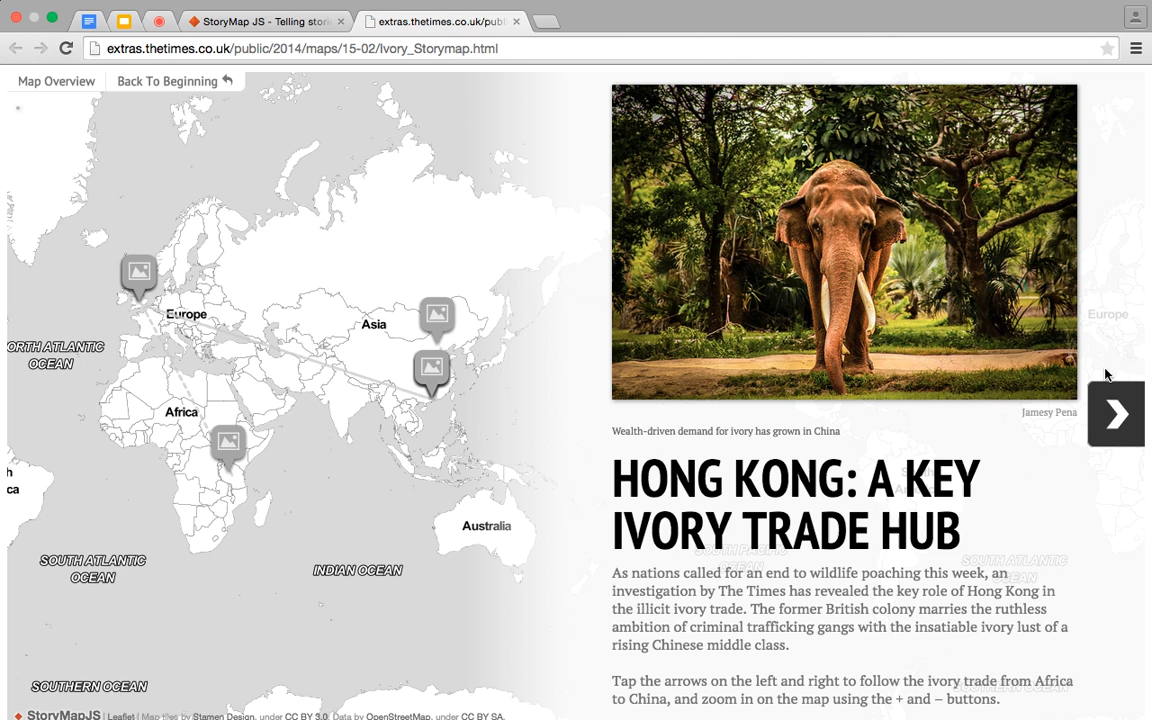 StoryMap JS - Telling stori
extras.thetimes.co.uk/publ
extras.thetimes.co.uk/public/2014/maps/15-02/Ivory_Storymap.html
Map Overview
Back To Beginning
Europe
Asia
ORTH ATLANTIC
OCEAN
Africa
h
ca
Australia
SOUTH ATLANTIC
OCEAN
INDIAN OCEAN
SOUTHERN OCEAN
StoryMapJS | Leaflet | Map tiles by Stamen Design, under CC BY 3.0. Data by OpenStreetMap, under CC BY SA.
Europe
Jamesy Pena
Wealth-driven demand for ivory has grown in China
HONG KONG: A KEY
IVORY TRADE HUB
SOUTH PACIFIC
SOUTH ATLANTIC
OCEAN
As nations called for an end to wildlife poaching this week, an
investigation by The Times has revealed the key role of Hong Kong in
the illicit ivory trade. The former British colony marries the ruthless
ambition of criminal trafficking gangs with the insatiable ivory lust of a
rising Chinese middle class.
Tap the arrows on the left and right to follow the ivory trade from Africa
to China, and zoom in on the map using the + and – buttons.